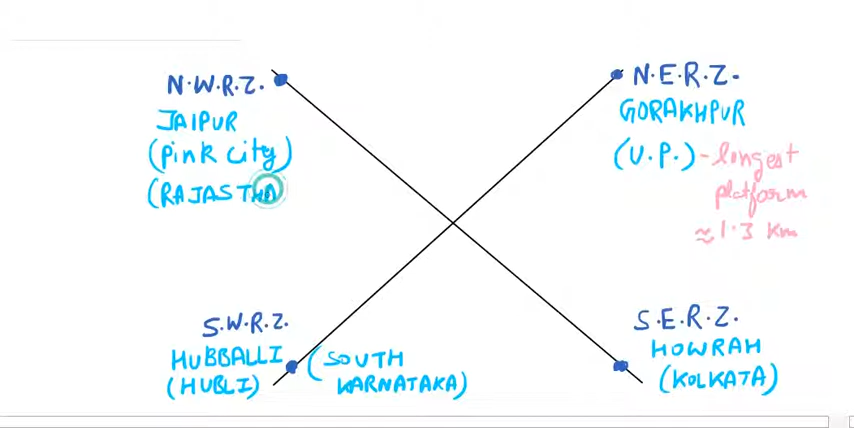 N.W.R.Z.
JAIPUR
(Pink City)
(RAJASTHA
N.E.R.Z.
GORAKHPUR
(U.P.) - longest
platform
≈ 1.3 km
S.W.R.Z.
HUBBALLI
(HUBLI)
(SOUTH
KARNATAKA)
S.E.R.Z.
HOWRAH
(KOLKATA)